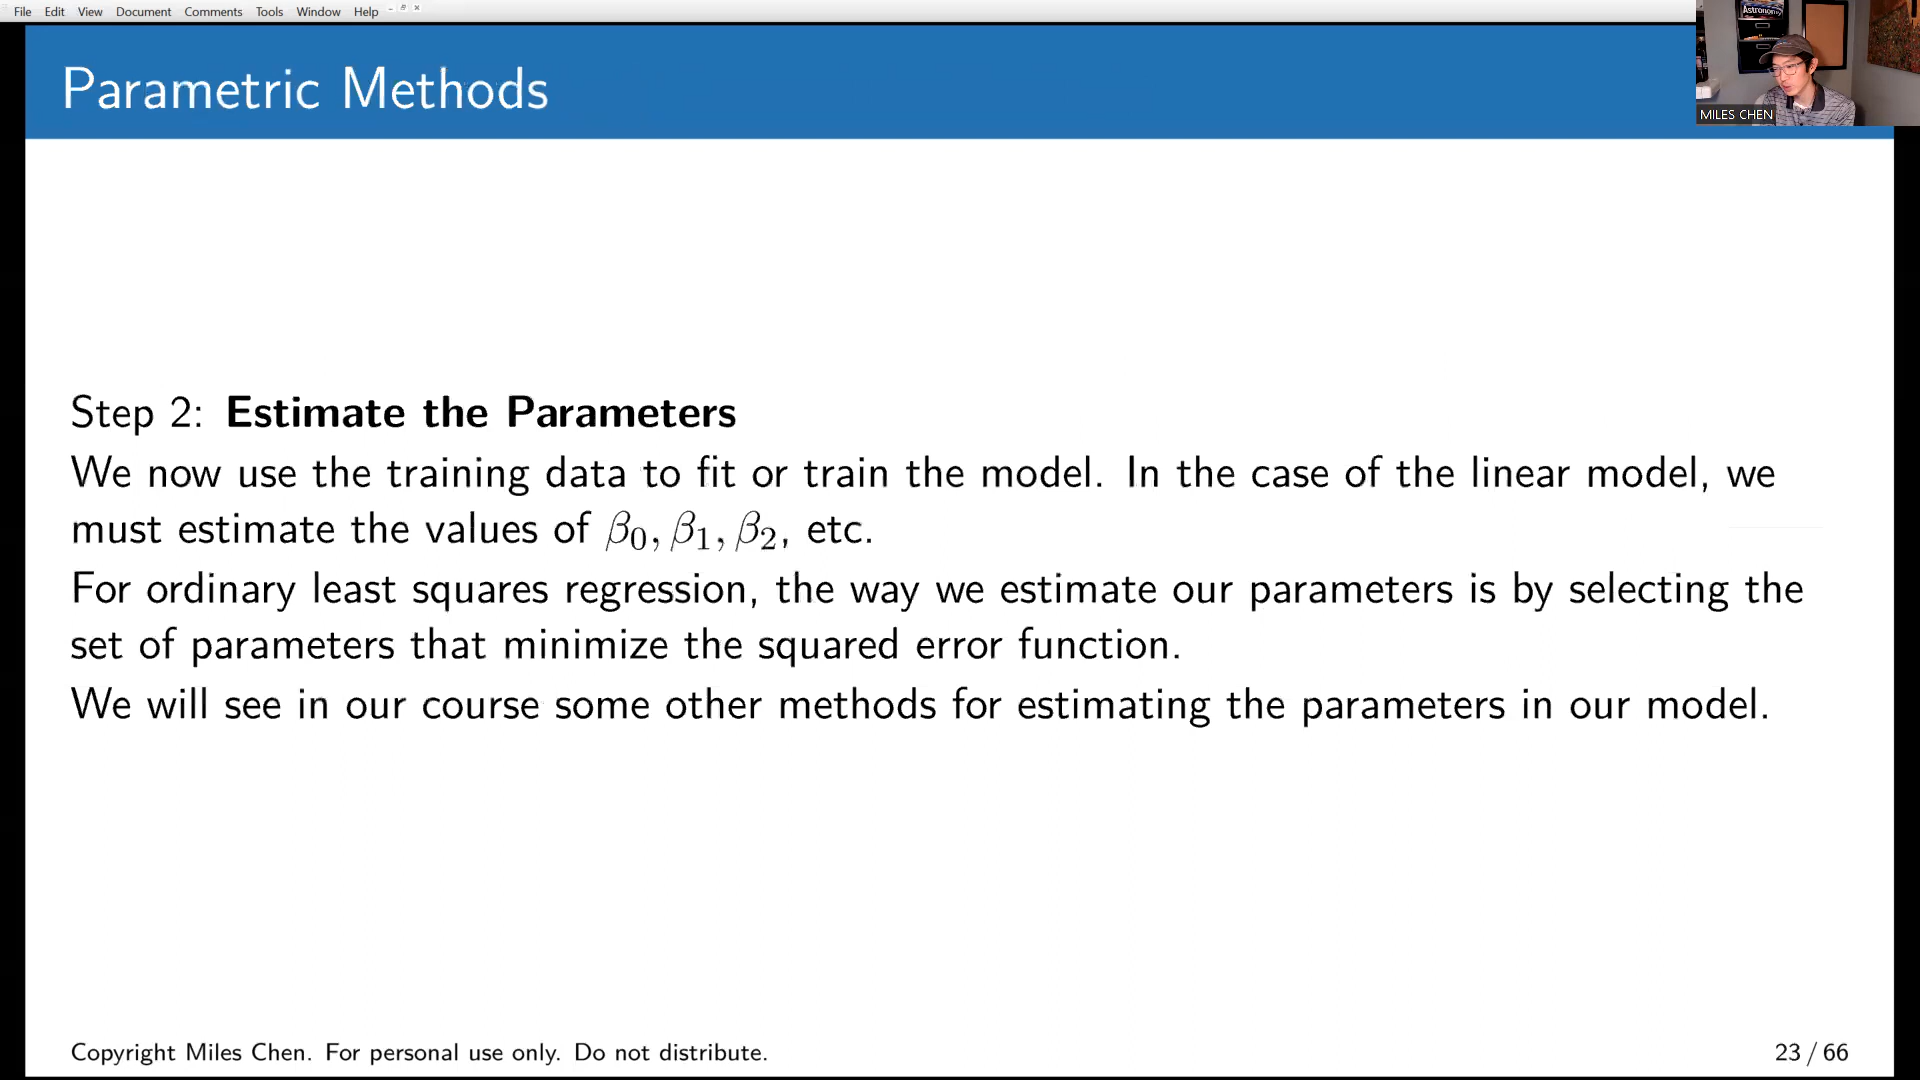 File Edit View Document Comments Tools Window Help
Parametric Methods
Astronomy
MILES CHEN
Step 2: Estimate the Parameters
We now use the training data to fit or train the model. In the case of the linear model, we
must estimate the values of β₀, β₁, β₂, etc.
For ordinary least squares regression, the way we estimate our parameters is by selecting the
set of parameters that minimize the squared error function.
We will see in our course some other methods for estimating the parameters in our model.
Copyright Miles Chen. For personal use only. Do not distribute.
23 / 66